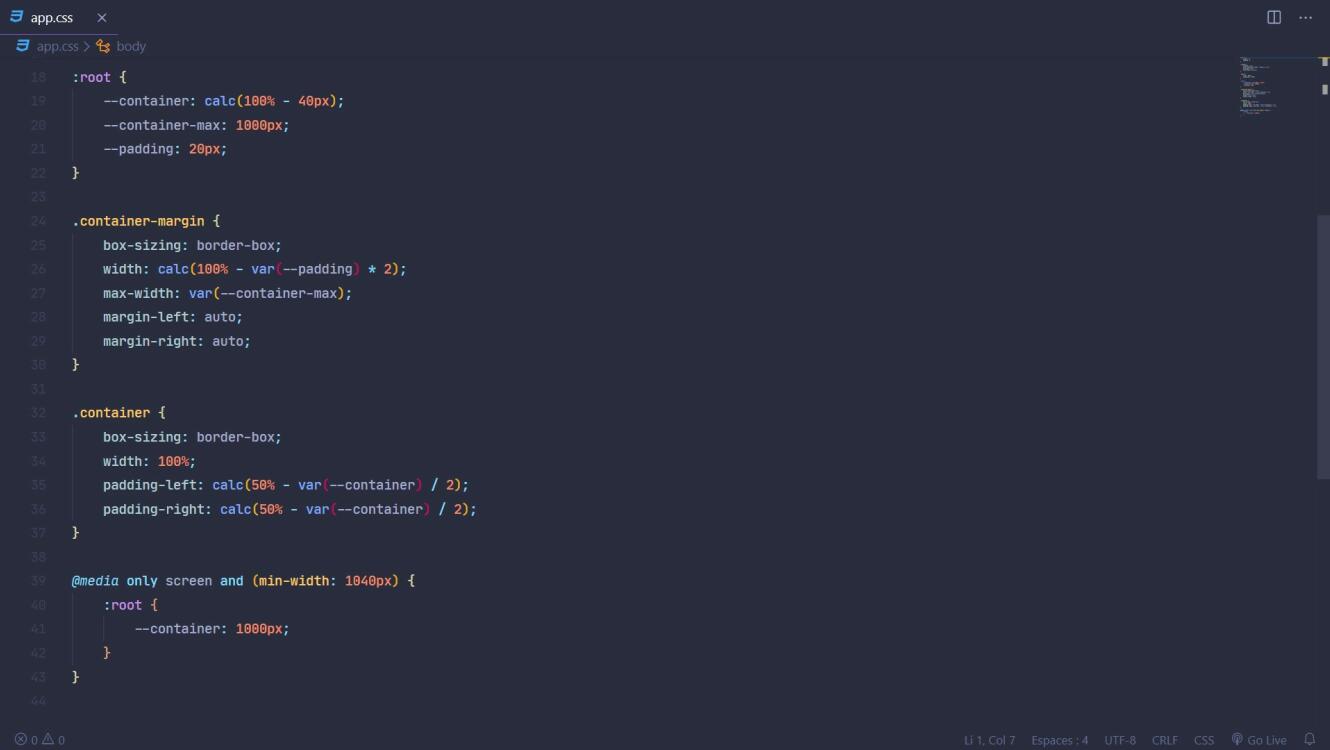 app.css
app.css > body
18 :root {
19 --container: calc(100% - 40px);
20 --container-max: 1000px;
21 --padding: 20px;
22 }
23
24 .container-margin {
25 box-sizing: border-box;
26 width: calc(100% - var(--padding) * 2);
27 max-width: var(--container-max);
28 margin-left: auto;
29 margin-right: auto;
30 }
31
32 .container {
33 box-sizing: border-box;
34 width: 100%;
35 padding-left: calc(50% - var(--container) / 2);
36 padding-right: calc(50% - var(--container) / 2);
37 }
38
39 @media only screen and (min-width: 1040px) {
40 :root {
41 --container: 1000px;
42 }
43 }
44
0 0 Li 1, Col 7 Espaces : 4 UTF-8 CRLF CSS Go Live